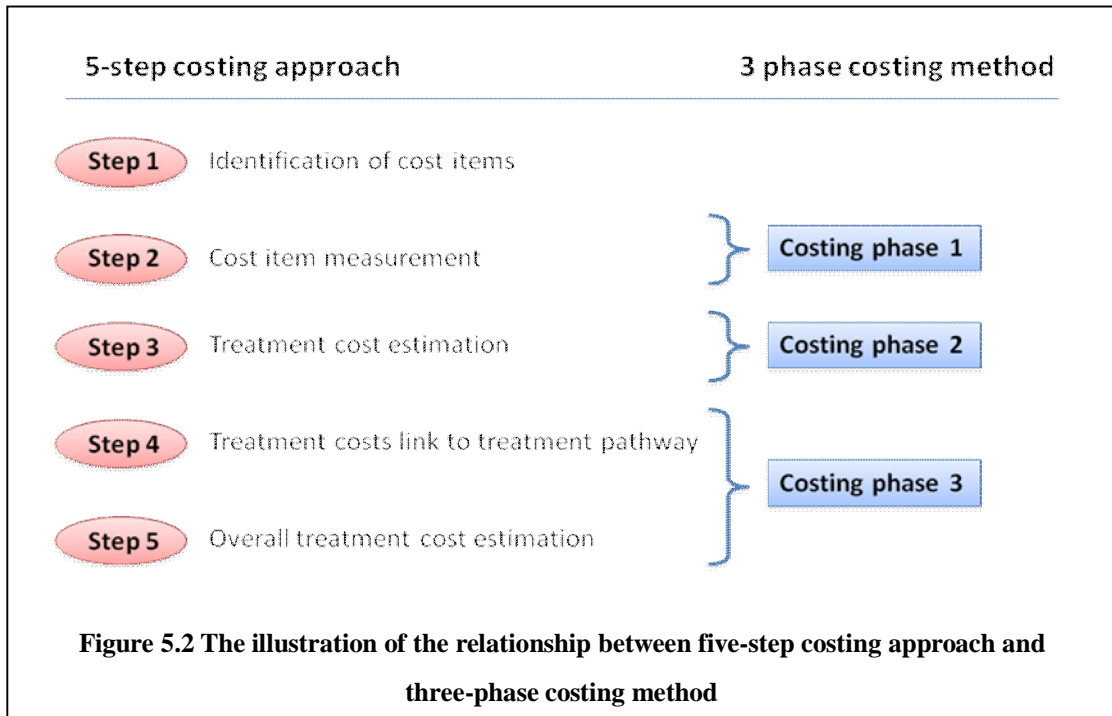 5-step costing approach 3 phase costing method
Step 1 Identification of cost items
Step 2 Cost item measurement Costing phase 1
Step 3 Treatment cost estimation Costing phase 2
Step 4 Treatment costs link to treatment pathway
Costing phase 3
Step 5 Overall treatment cost estimation
Figure 5.2 The illustration of the relationship between five-step costing approach and
three-phase costing method